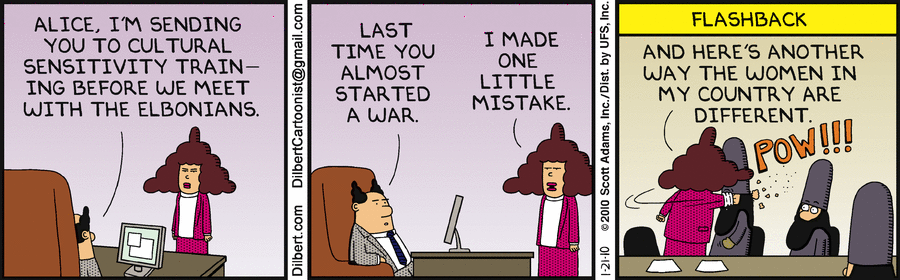 ALICE, I'M SENDING
YOU TO CULTURAL
SENSITIVITY TRAIN–
ING BEFORE WE MEET
WITH THE ELBONIANS.
Dilbert.com DilbertCartoonist@gmail.com
LAST
TIME YOU
ALMOST
STARTED
A WAR.
I MADE
ONE
LITTLE
MISTAKE.
1-21-10 ©2010 Scott Adams, Inc./Dist. by UFS, Inc.
FLASHBACK
AND HERE'S ANOTHER
WAY THE WOMEN IN
MY COUNTRY ARE
DIFFERENT.
POW!!!